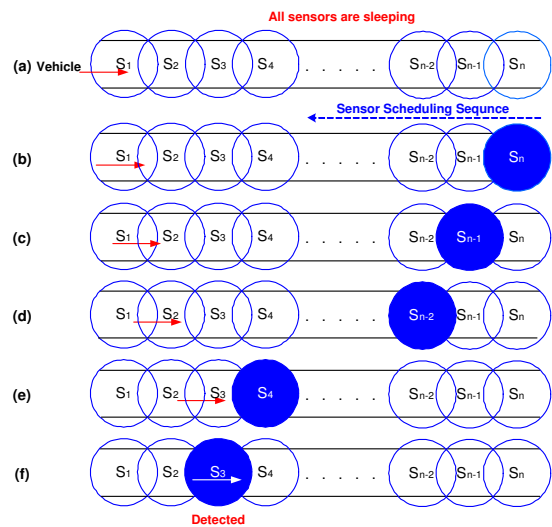 All sensors are sleeping
(a) Vehicle S1 S2 S3 S4 . . . . . Sn-2 Sn-1 Sn
Sensor Scheduling Sequnce
(b) S1 S2 S3 S4 . . . . . Sn-2 Sn-1 Sn
(c) S1 S2 S3 S4 . . . . . Sn-2 Sn-1 Sn
(d) S1 S2 S3 S4 . . . . . Sn-2 Sn-1 Sn
(e) S1 S2 S3 S4 . . . . . Sn-2 Sn-1 Sn
(f) S1 S2 S3 S4 . . . . . Sn-2 Sn-1 Sn
Detected